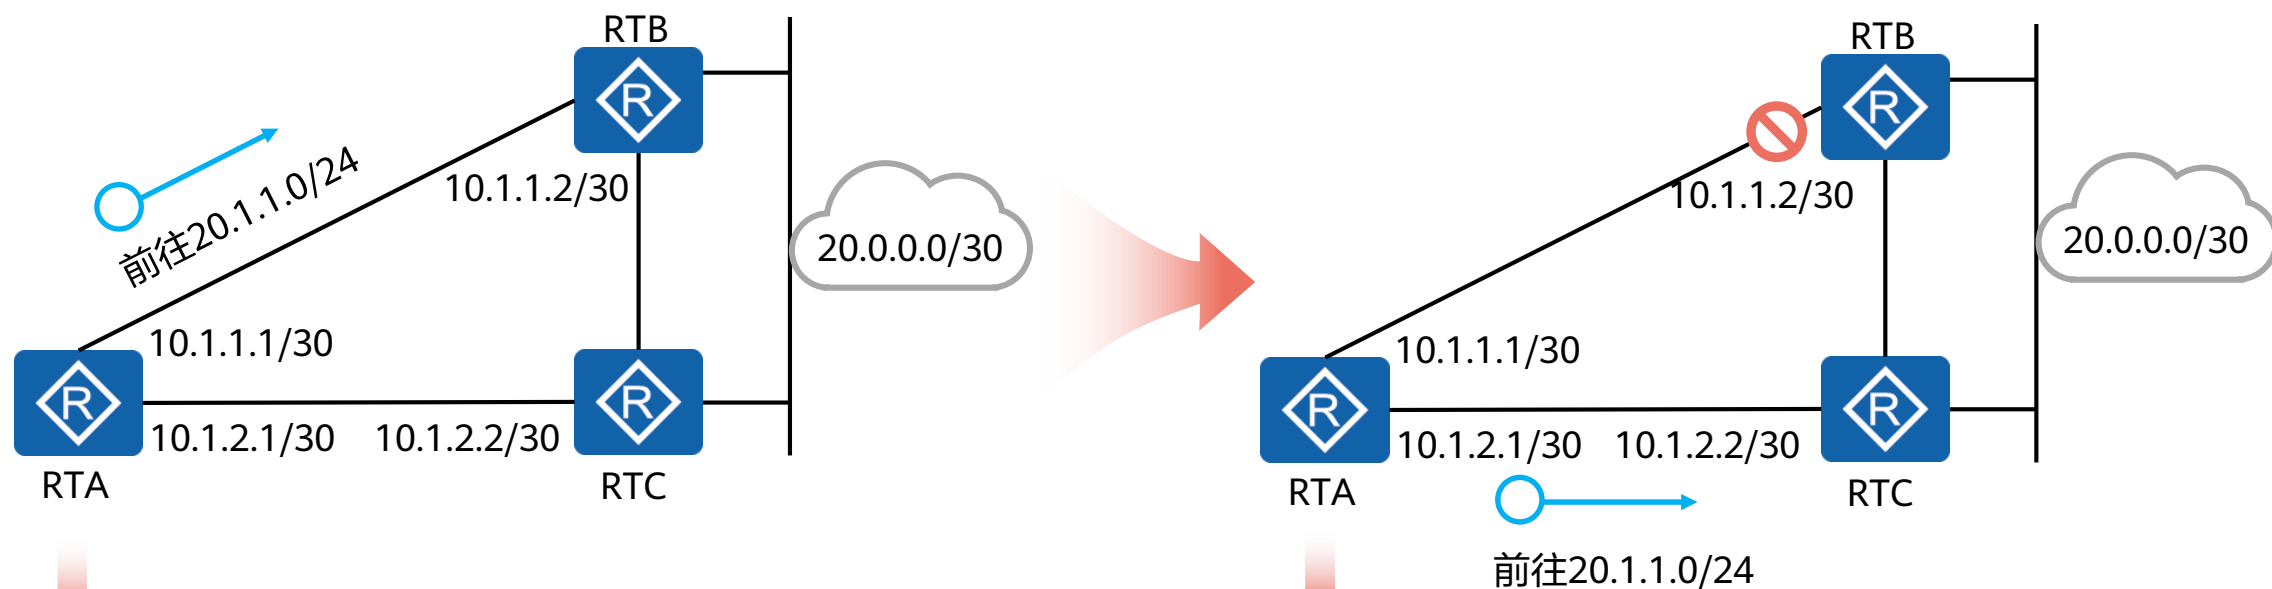 RTB
R
前往20.1.1.0/24
10.1.1.2/30
20.0.0.0/30
10.1.1.1/30
R
R
10.1.2.1/30
10.1.2.2/30
RTA
RTC
RTB
R
10.1.1.2/30
20.0.0.0/30
10.1.1.1/30
R
R
10.1.2.1/30
10.1.2.2/30
RTA
RTC
前往20.1.1.0/24